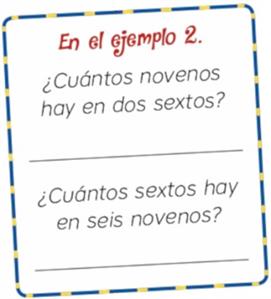 En el ejemplo 2.
¿Cuántos novenos
hay en dos sextos?
¿Cuántos sextos hay
en seis novenos?